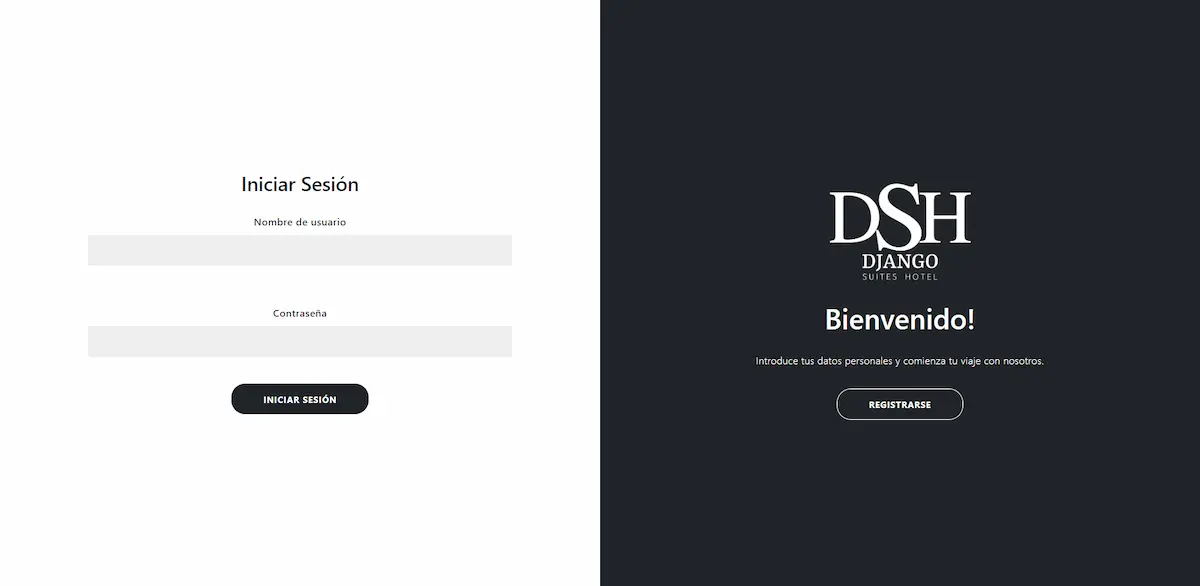 Iniciar Sesión
Nombre de usuario
Contraseña
INICIAR SESIÓN
DSH
DJANGO
SUITES HOTEL
Bienvenido!
Introduce tus datos personales y comienza tu viaje con nosotros.
REGISTRARSE